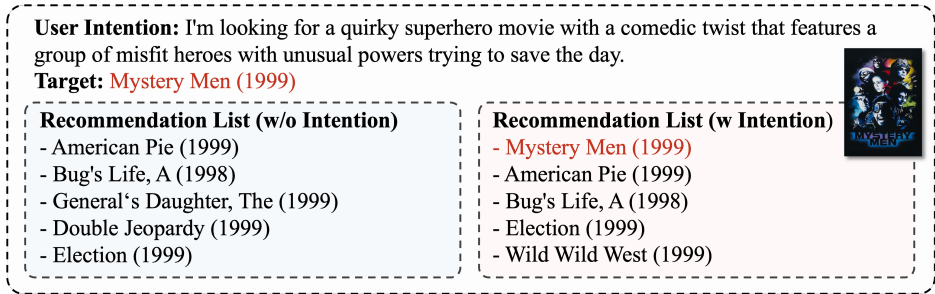 User Intention: I'm looking for a quirky superhero movie with a comedic twist that features a
group of misfit heroes with unusual powers trying to save the day.
Target: Mystery Men (1999)
Recommendation List (w/o Intention)
- American Pie (1999)
- Bug's Life, A (1998)
- General‘s Daughter, The (1999)
- Double Jeopardy (1999)
- Election (1999)
Recommendation List (w Intention)
- Mystery Men (1999)
- American Pie (1999)
- Bug's Life, A (1998)
- Election (1999)
- Wild Wild West (1999)
MYSTERY
MEN